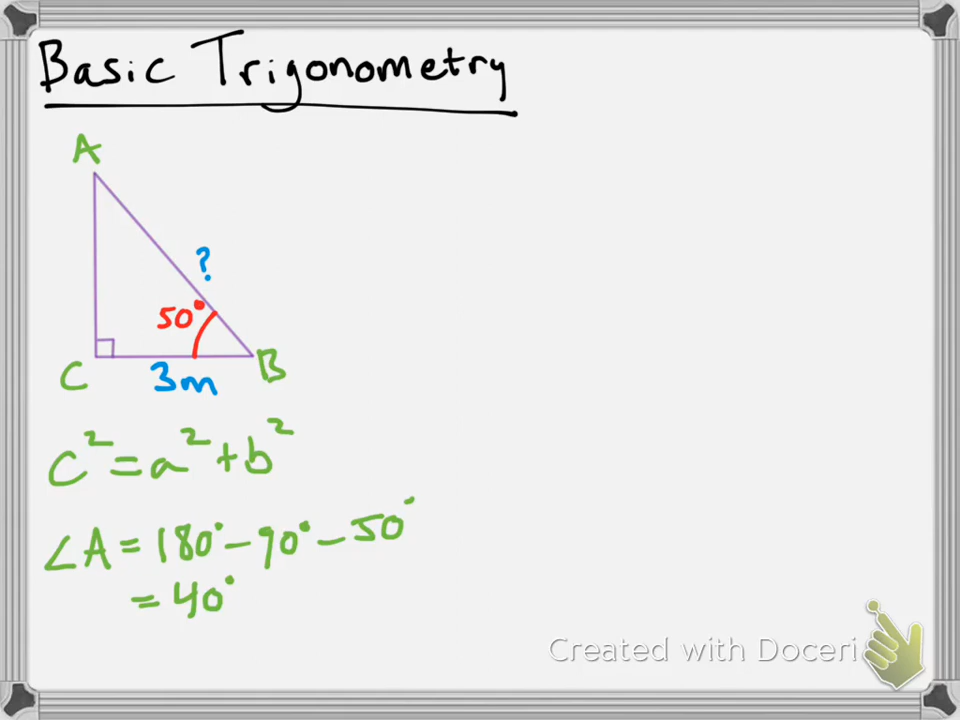 Basic Trigonometry
A
?
50°
C
3m
B
c² = a² + b²
∠A = 180° - 90° - 50°
= 40°
Created with Doceri